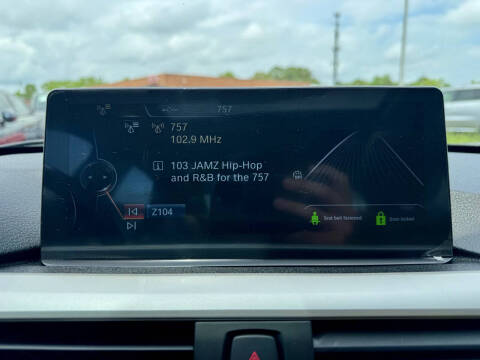 757
757
102.9 MHz
103 JAMZ Hip-Hop
and R&B for the 757
Z104
Seat belt fastened
Door locked